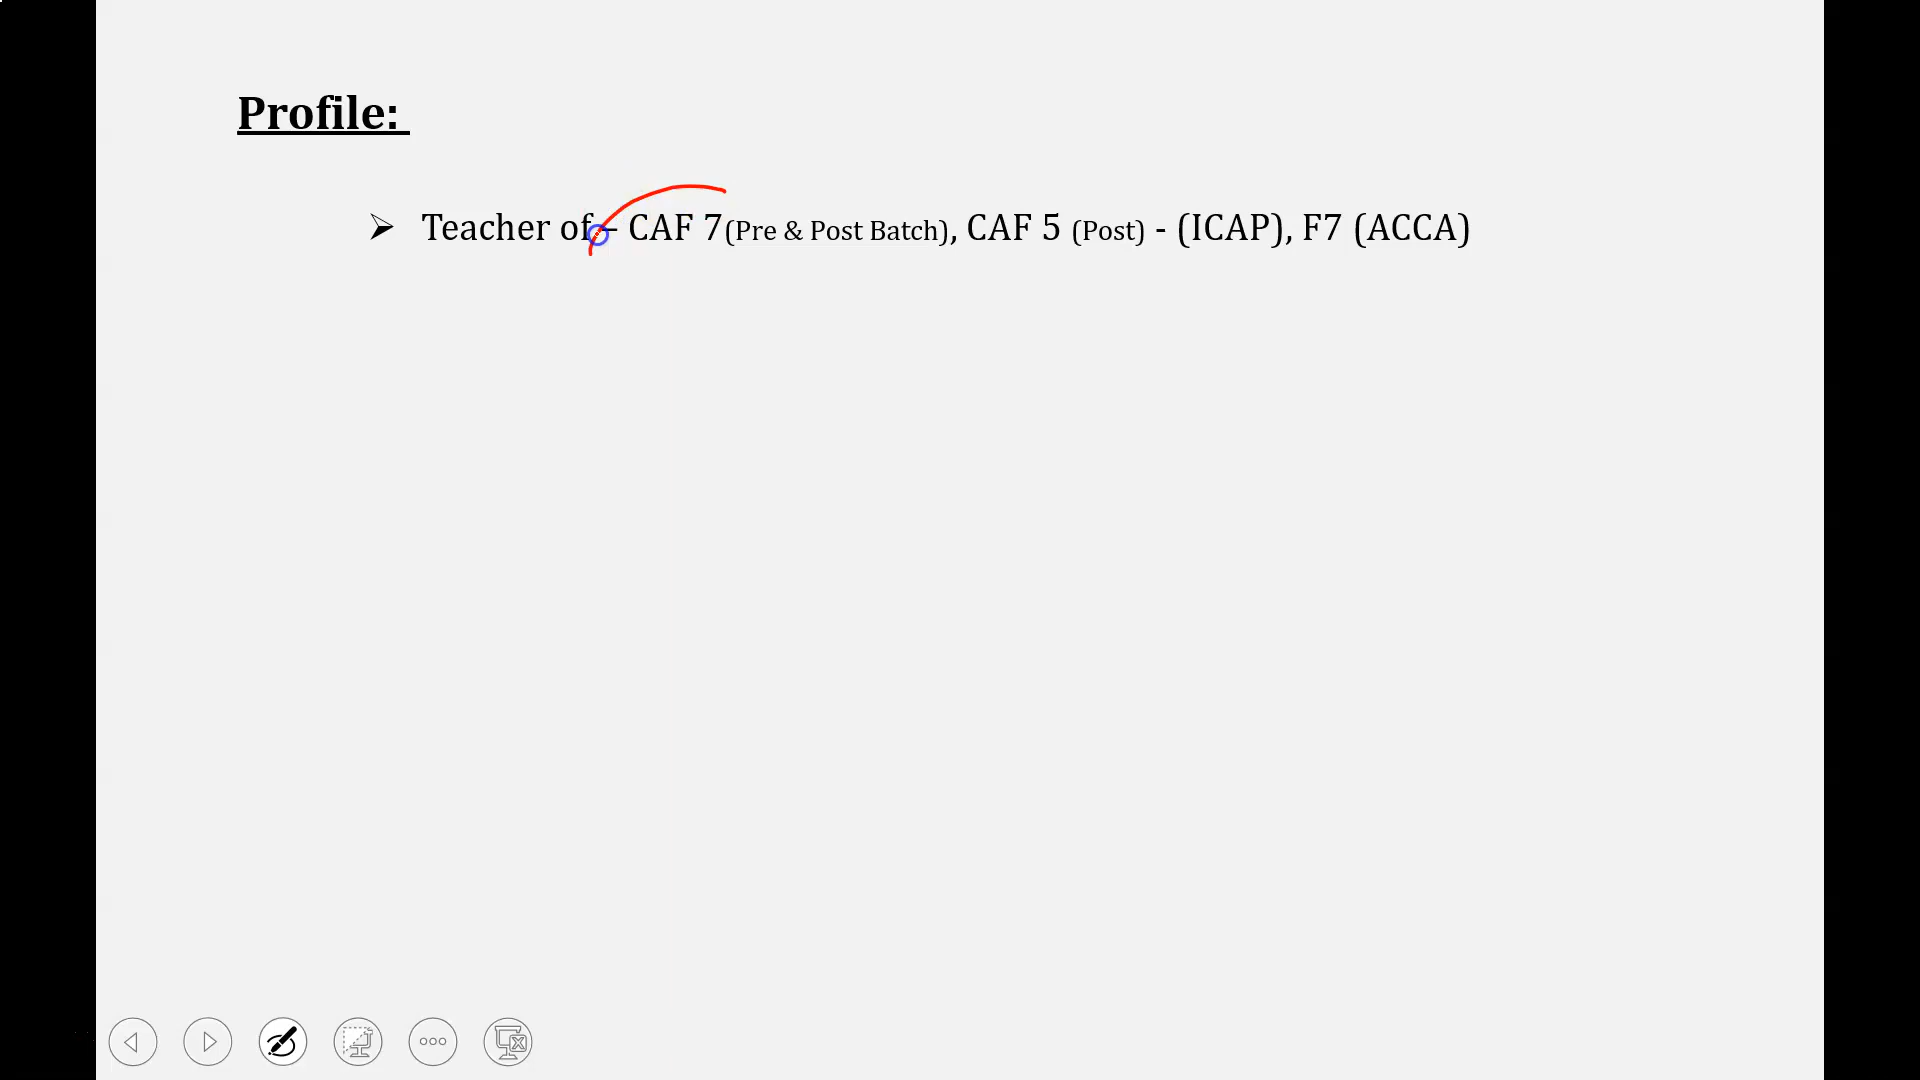 Profile:
➢ Teacher of – CAF 7(Pre & Post Batch), CAF 5 (Post) - (ICAP), F7 (ACCA)